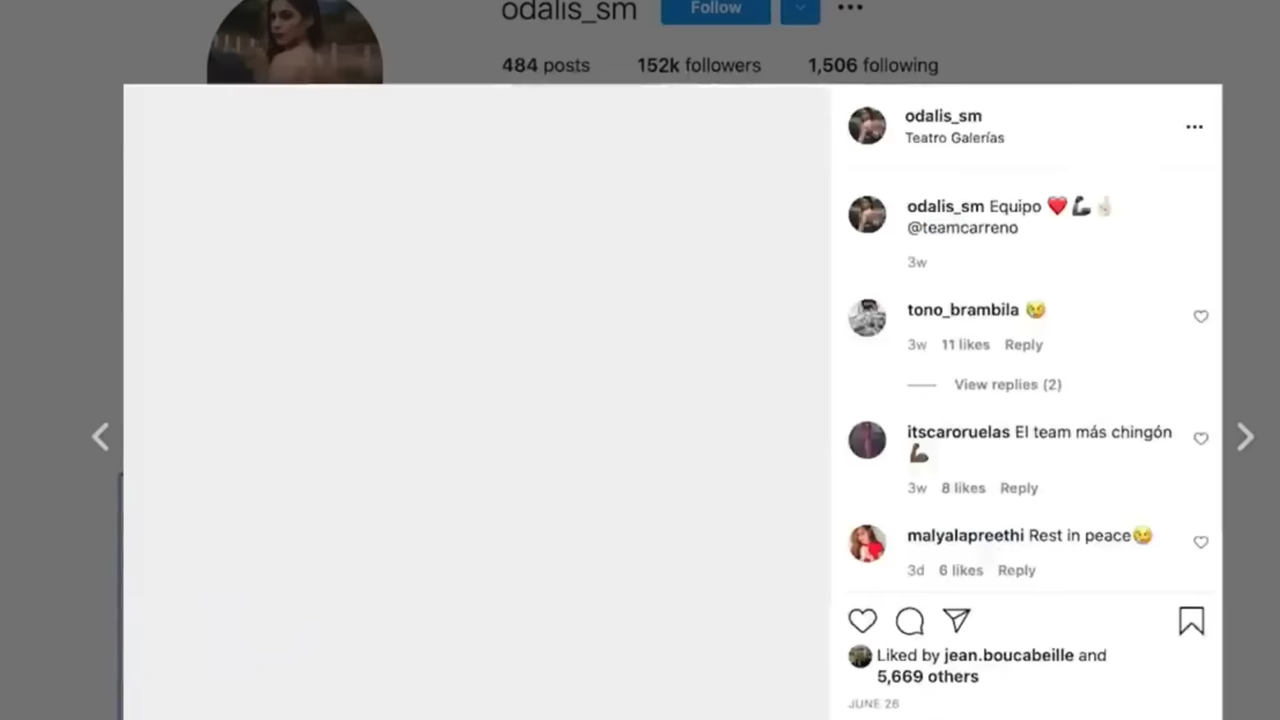 odalis_sm Follow
484 posts 152k followers 1,506 following
odalis_sm
Teatro Galerías
odalis_sm Equipo ❤️💪🏿✌🏻
@teamcarreno
3w
tono_brambila 🤒
3w 11 likes Reply
View replies (2)
itscaroruelas El team más chingón
💪🏾
3w 8 likes Reply
malyalapreethi Rest in peace🤒
3d 6 likes Reply
Liked by jean.boucabeille and
5,669 others
JUNE 26